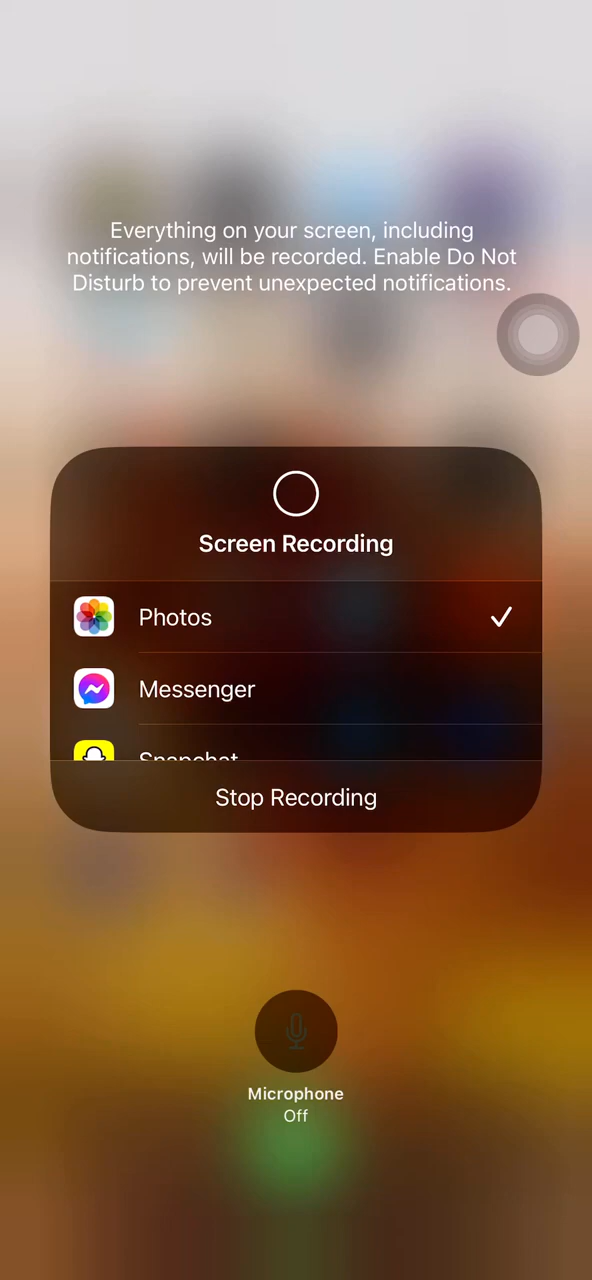 Everything on your screen, including
notifications, will be recorded. Enable Do Not
Disturb to prevent unexpected notifications.
Screen Recording
Photos
Messenger
Snapchat
Stop Recording
Microphone
Off